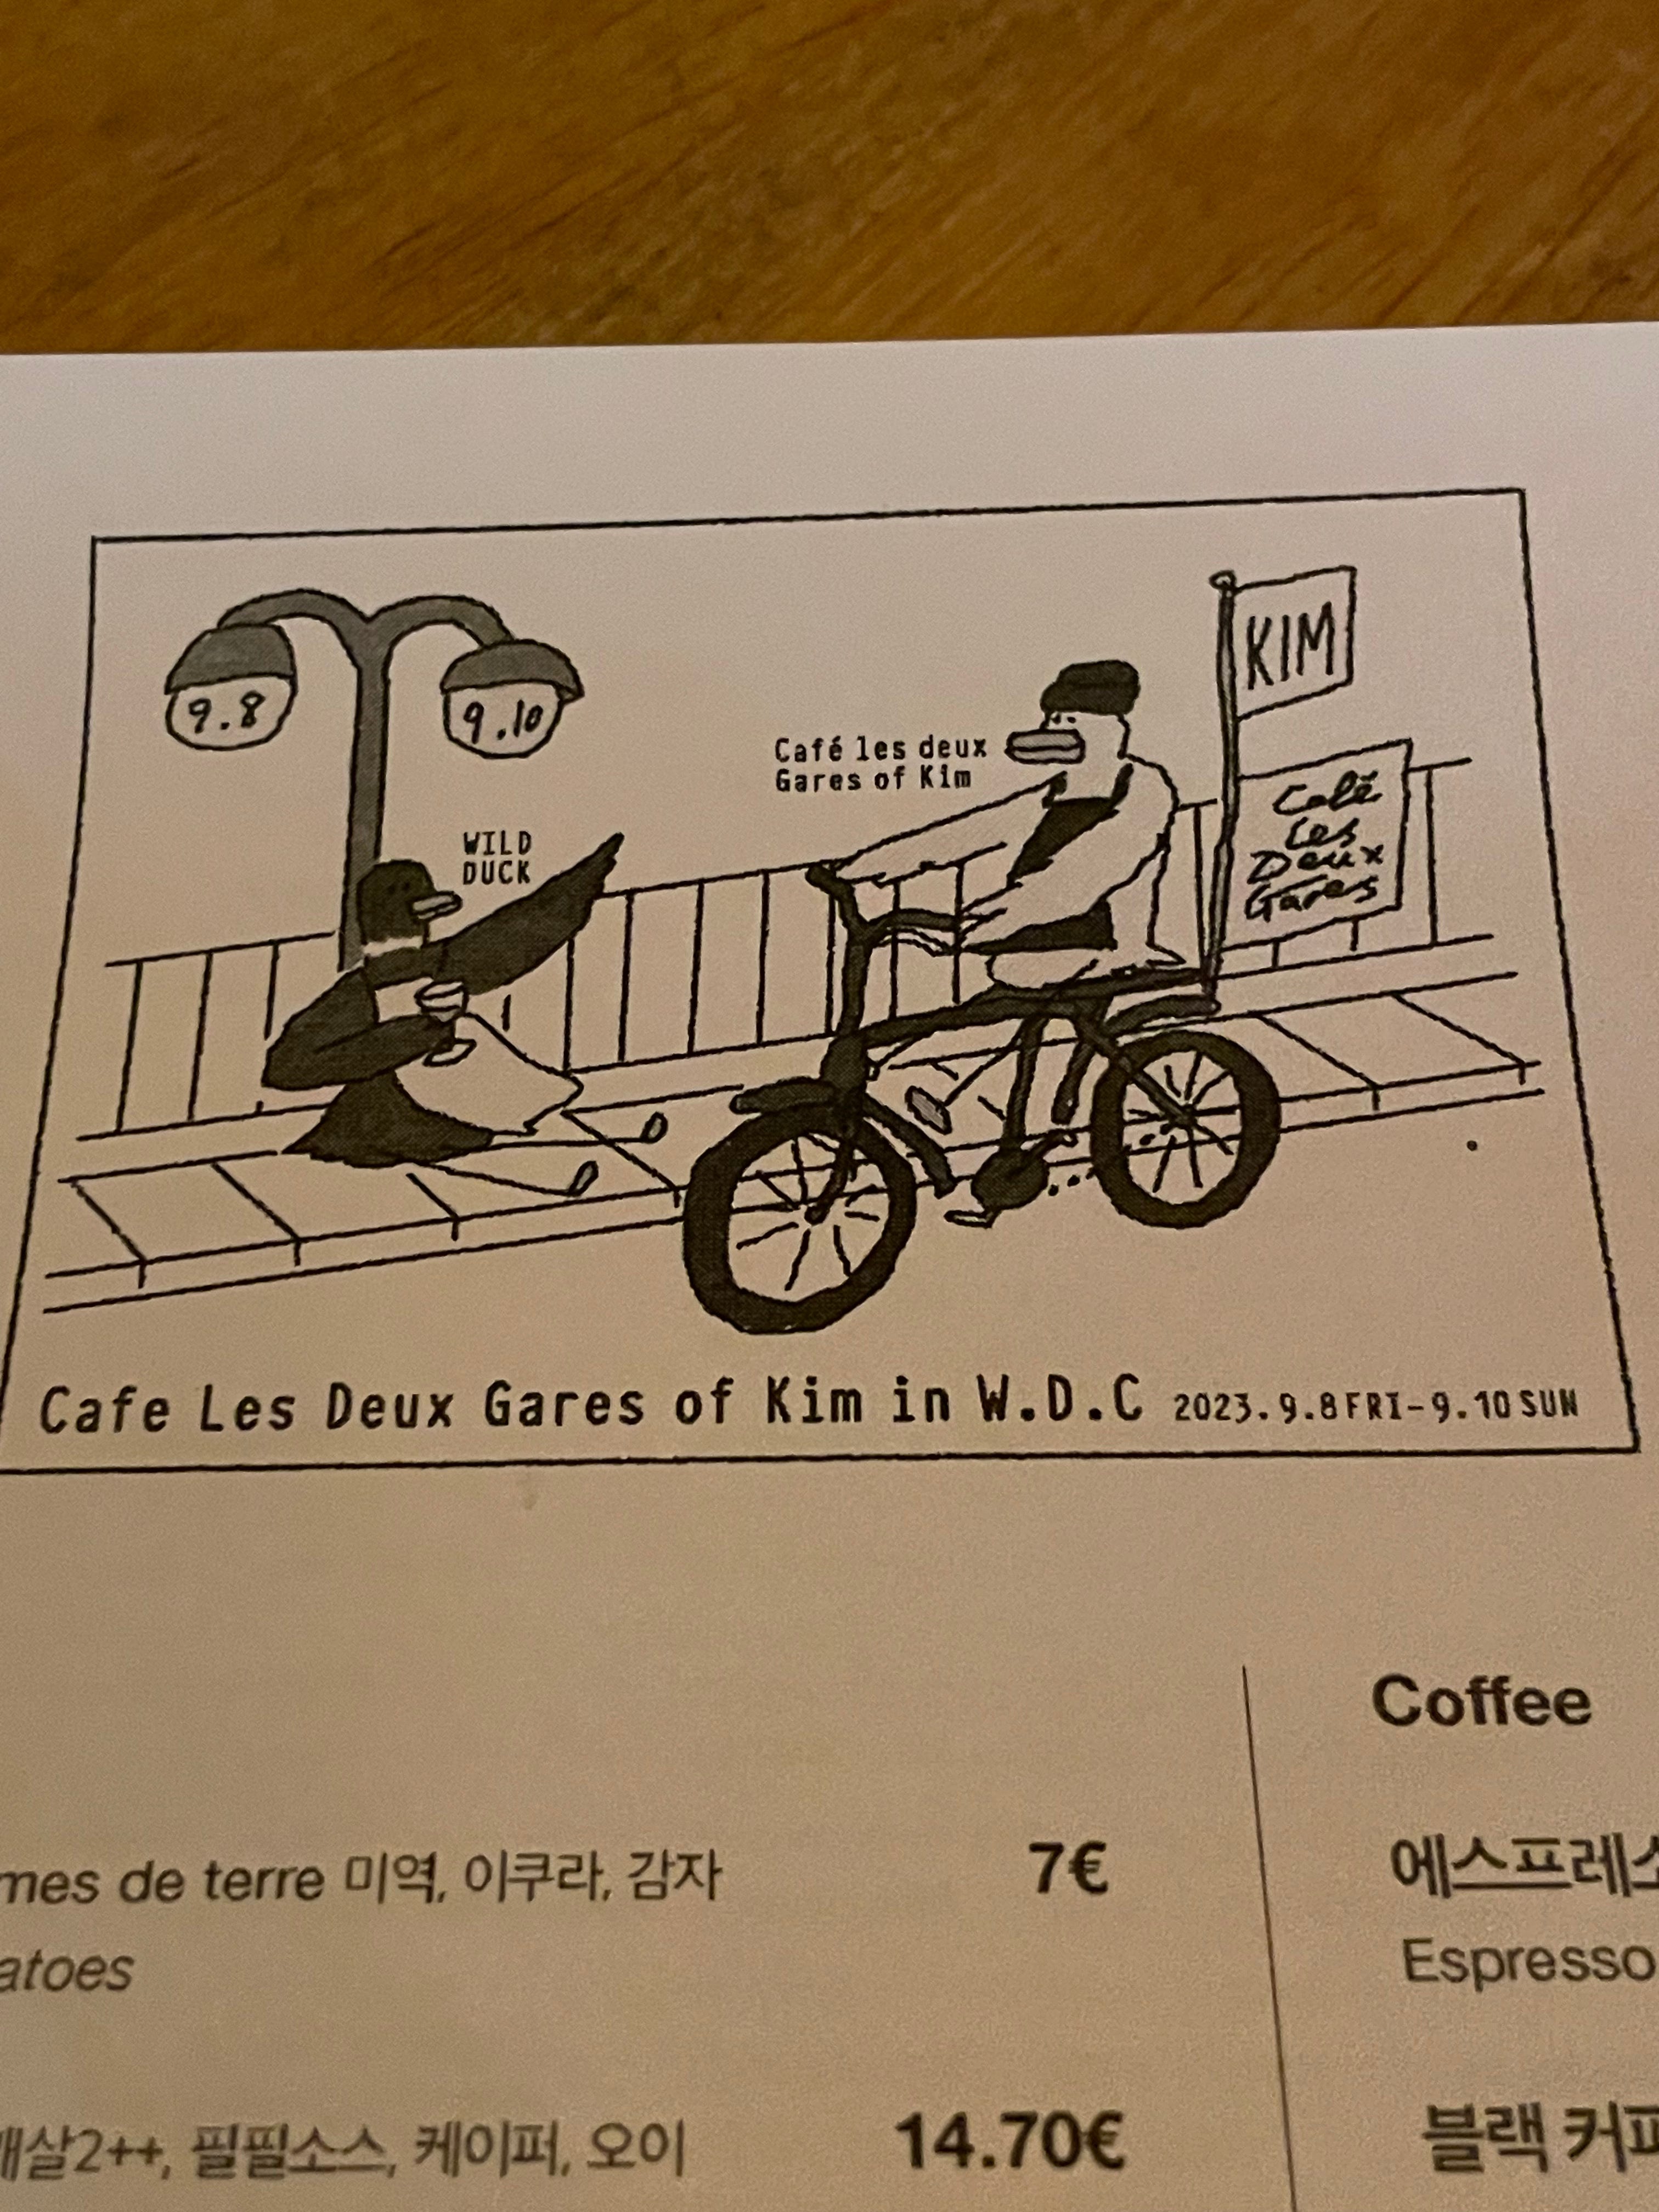 9.8
9.10
KIM
Café les deux
Gares of Kim
Café
Les
Deux
Gares
WILD
DUCK
Cafe Les Deux Gares of Kim in W.D.C 2023.9.8 FRI-9.10 SUN
Coffee
mes de terre 미역, 이쿠라, 감자 7€
atoes
에스프레소
Espresso
살2++, 필필소스, 케이퍼, 오이 14.70€
블랙 커피